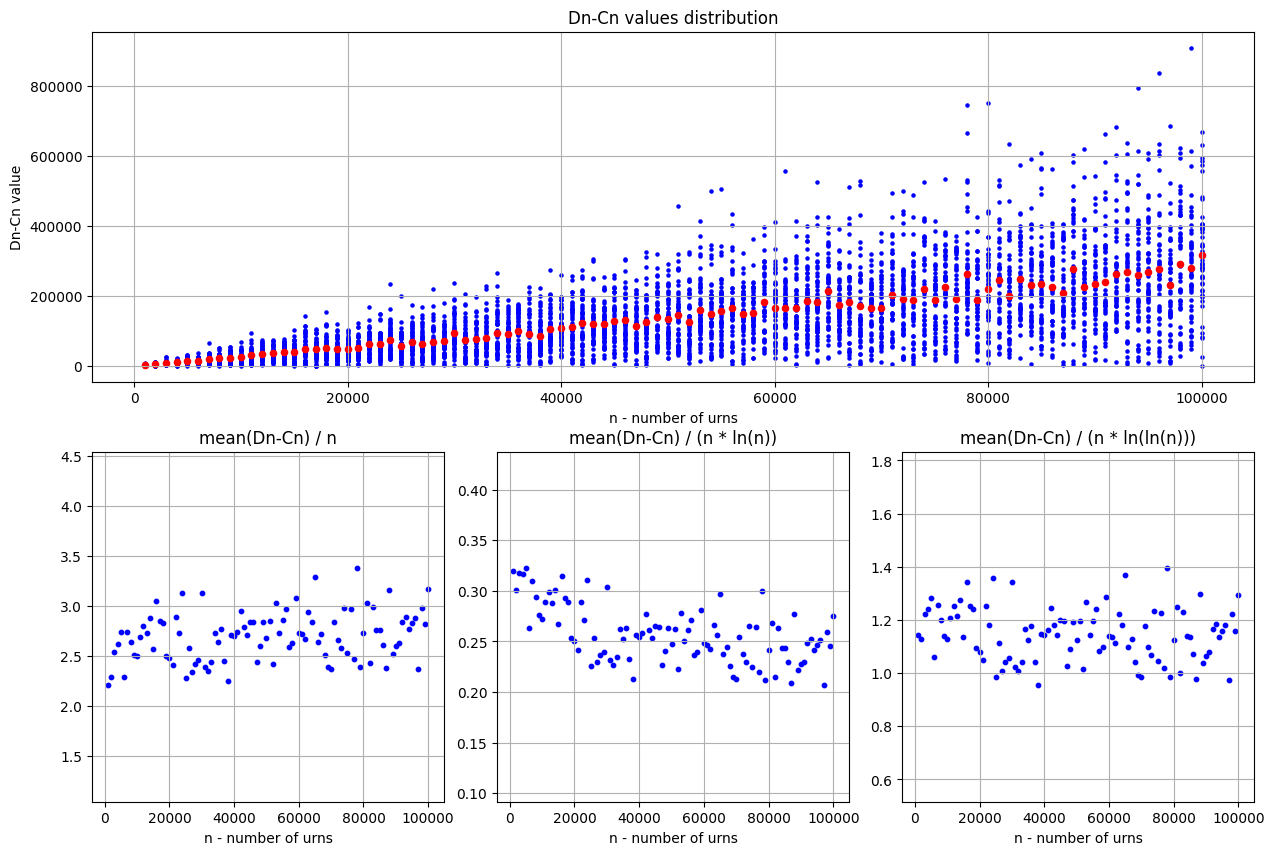 Dn-Cn values distribution
Dn-Cn value
800000
600000
400000
200000
0
0 20000 40000 60000 80000 100000
n - number of urns
mean(Dn-Cn) / n
4.5
4.0
3.5
3.0
2.5
2.0
1.5
0 20000 40000 60000 80000 100000
n - number of urns
mean(Dn-Cn) / (n * ln(n))
0.40
0.35
0.30
0.25
0.20
0.15
0.10
0 20000 40000 60000 80000 100000
n - number of urns
mean(Dn-Cn) / (n * ln(ln(n)))
1.8
1.6
1.4
1.2
1.0
0.8
0.6
0 20000 40000 60000 80000 100000
n - number of urns